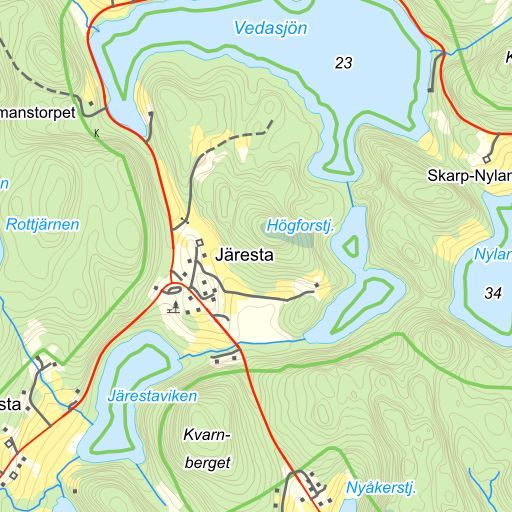 Vedasjön
23
K
manstorpet
K
Skarp-Nylan
n
Rottjärnen
Högforstj.
Järesta
Nylan
34
Järestaviken
sta
Kvarn-
berget
Nyåkerstj.